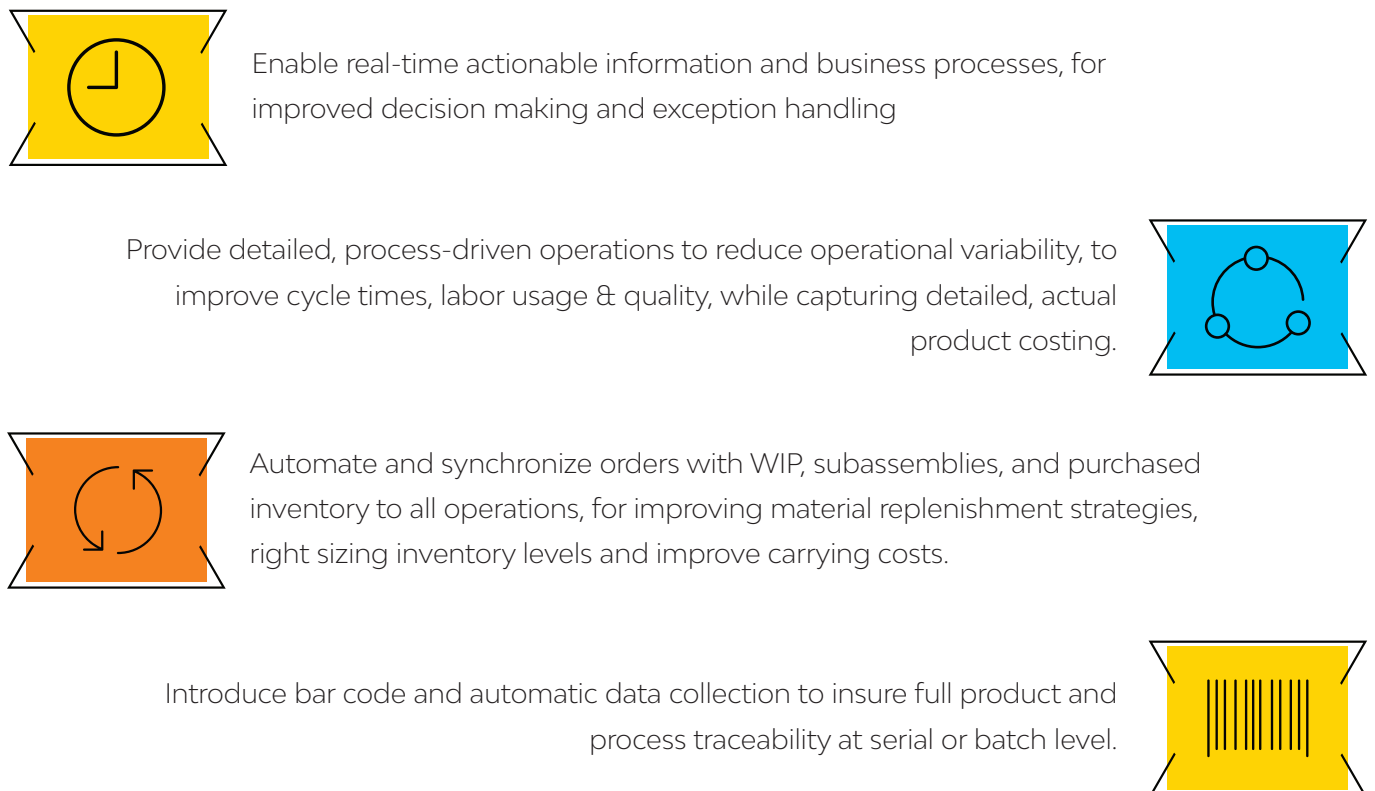 Enable real-time actionable information and business processes, for
improved decision making and exception handling
Provide detailed, process-driven operations to reduce operational variability, to
improve cycle times, labor usage & quality, while capturing detailed, actual
product costing.
Automate and synchronize orders with WIP, subassemblies, and purchased
inventory to all operations, for improving material replenishment strategies,
right sizing inventory levels and improve carrying costs.
Introduce bar code and automatic data collection to insure full product and
process traceability at serial or batch level.